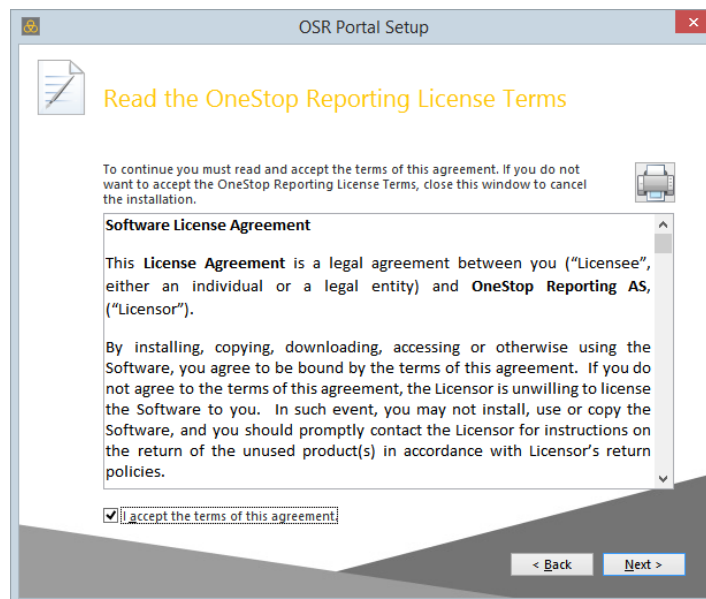 OSR Portal Setup
Read the OneStop Reporting License Terms
To continue you must read and accept the terms of this agreement. If you do not
want to accept the OneStop Reporting License Terms, close this window to cancel
the installation.
Software License Agreement
This License Agreement is a legal agreement between you (“Licensee”,
either an individual or a legal entity) and OneStop Reporting AS,
(“Licensor”).
By installing, copying, downloading, accessing or otherwise using the
Software, you agree to be bound by the terms of this agreement. If you do
not agree to the terms of this agreement, the Licensor is unwilling to license
the Software to you. In such event, you may not install, use or copy the
Software, and you should promptly contact the Licensor for instructions on
the return of the unused product(s) in accordance with Licensor’s return
policies.
I accept the terms of this agreement.
< Back Next >